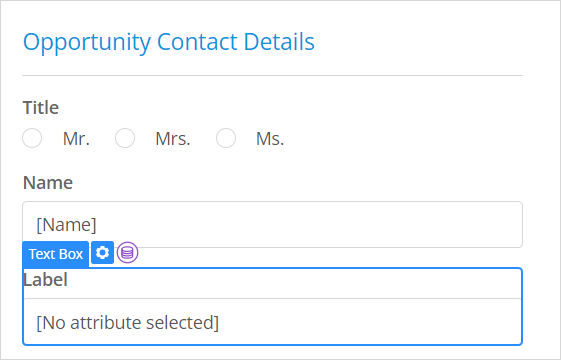 Opportunity Contact Details
Title
Mr. Mrs. Ms.
Name
[Name]
Text Box
Label
[No attribute selected]